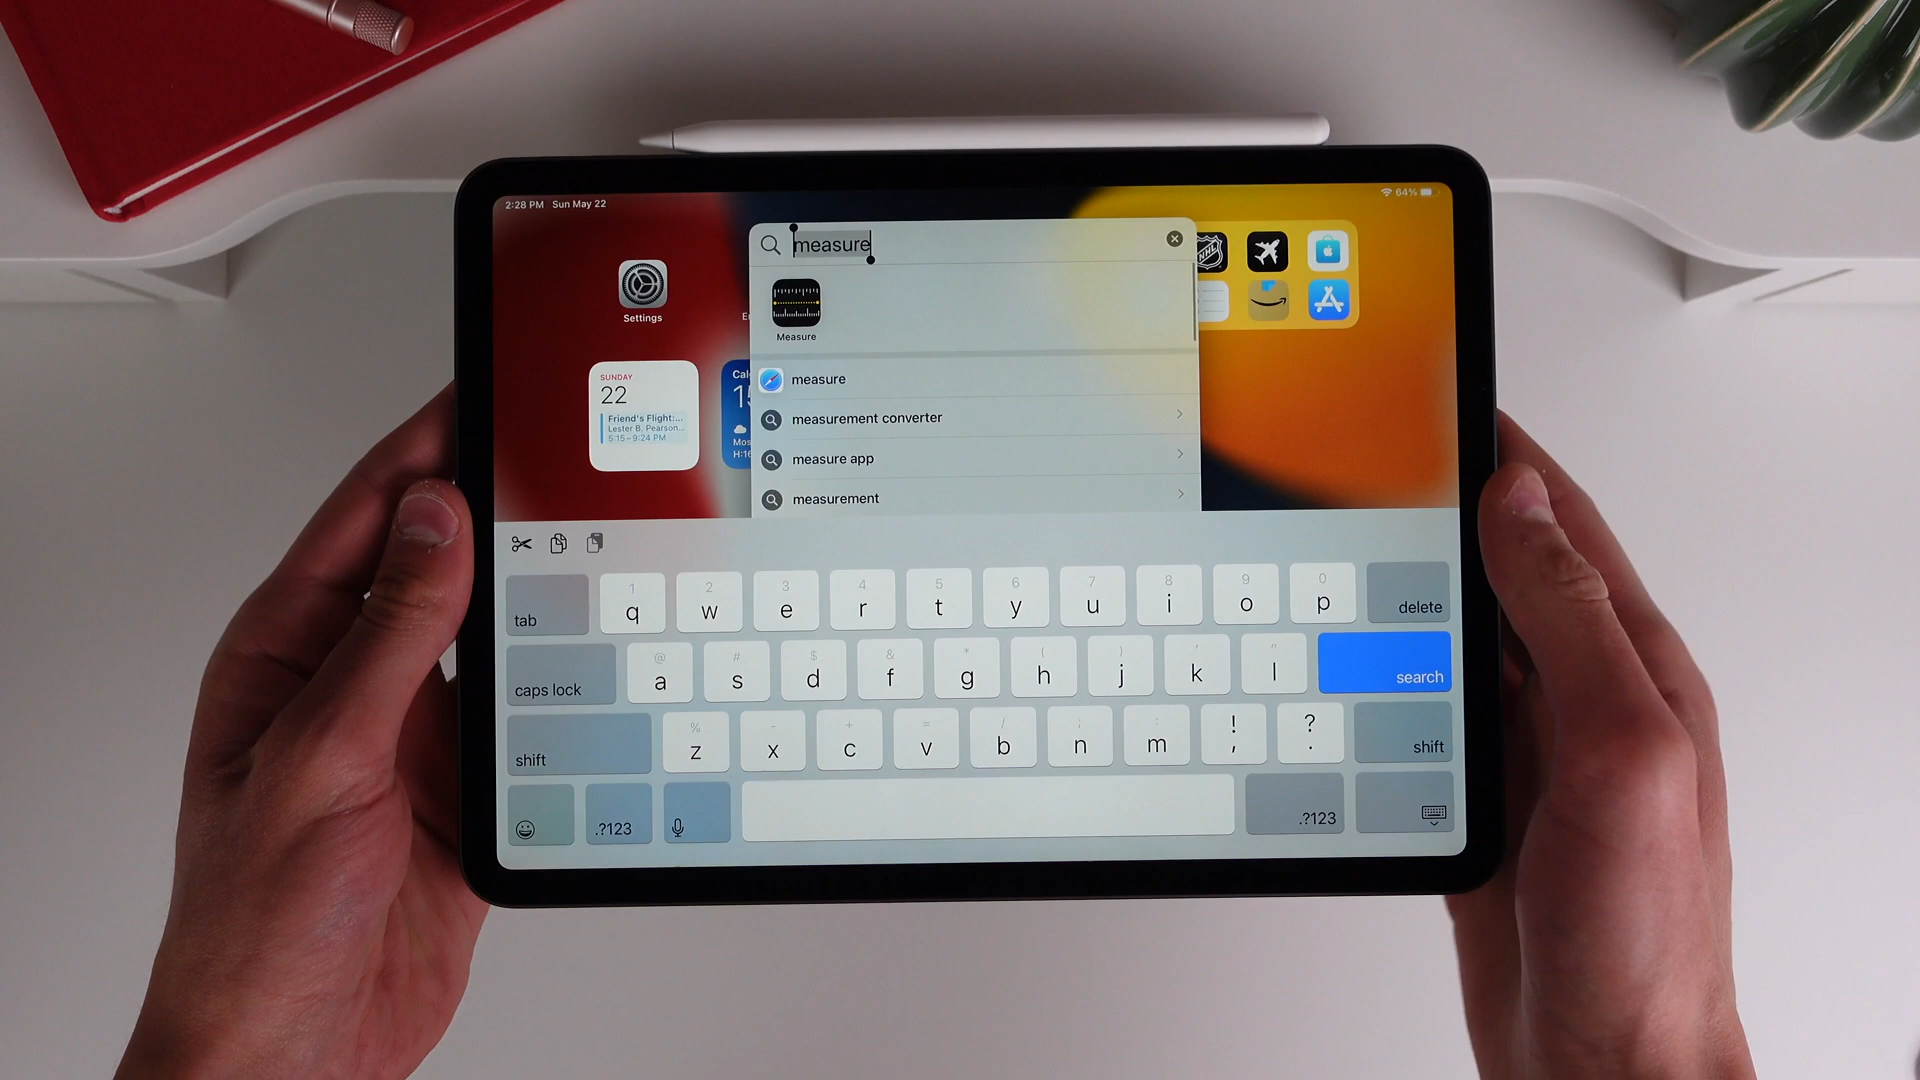 2:28 PM Sun May 22
64%
measure
NHL
Settings
Measure
SUNDAY
22
Friend's Flight:...
Lester B. Pearson...
5:15 – 9:24 PM
measure
measurement converter
measure app
measurement
1 2 3 4 5 6 7 8 9 0
tab q w e r t y u i o p delete
@ # $ & * ( ) ' "
caps lock a s d f g h j k l search
% - + = / ; : ! ?
shift z x c v b n m , . shift
.?123 .?123